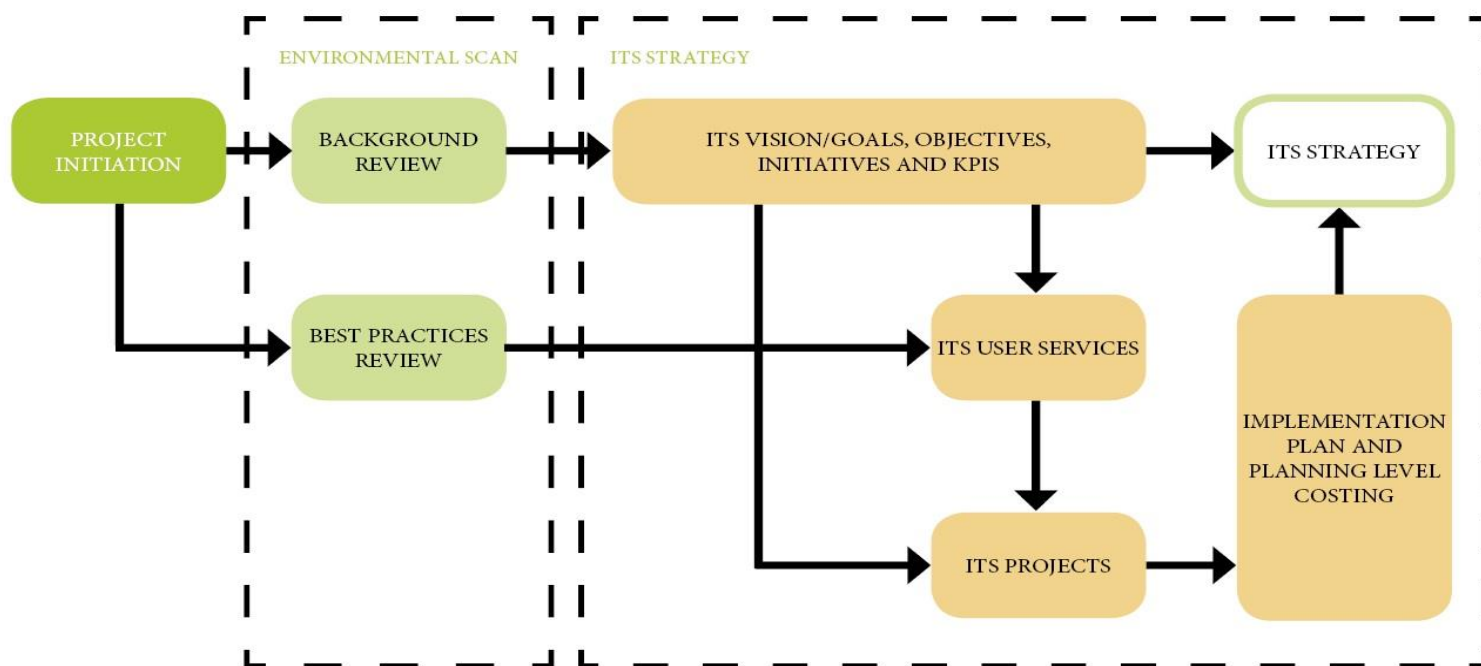 ENVIRONMENTAL SCAN
ITS STRATEGY
PROJECT
INITIATION
BACKGROUND
REVIEW
ITS VISION/GOALS, OBJECTIVES,
INITIATIVES AND KPIS
ITS STRATEGY
BEST PRACTICES
REVIEW
ITS USER SERVICES
IMPLEMENTATION
PLAN AND
PLANNING LEVEL
COSTING
ITS PROJECTS